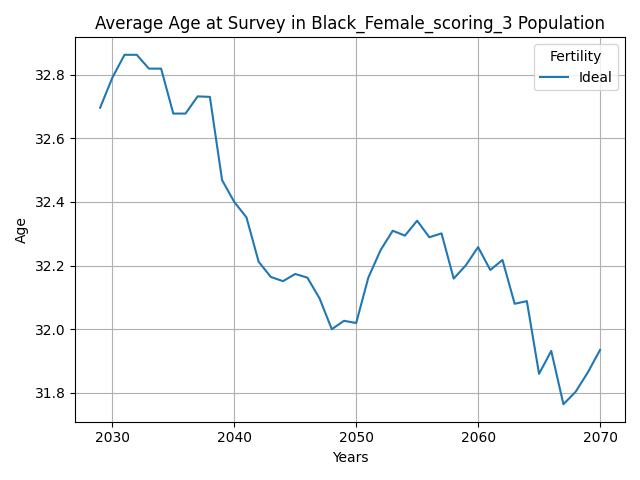 Average Age at Survey in Black_Female_scoring_3 Population
Fertility
Ideal
32.8
32.6
32.4
32.2
32.0
31.8
Age
2030 2040 2050 2060 2070
Years